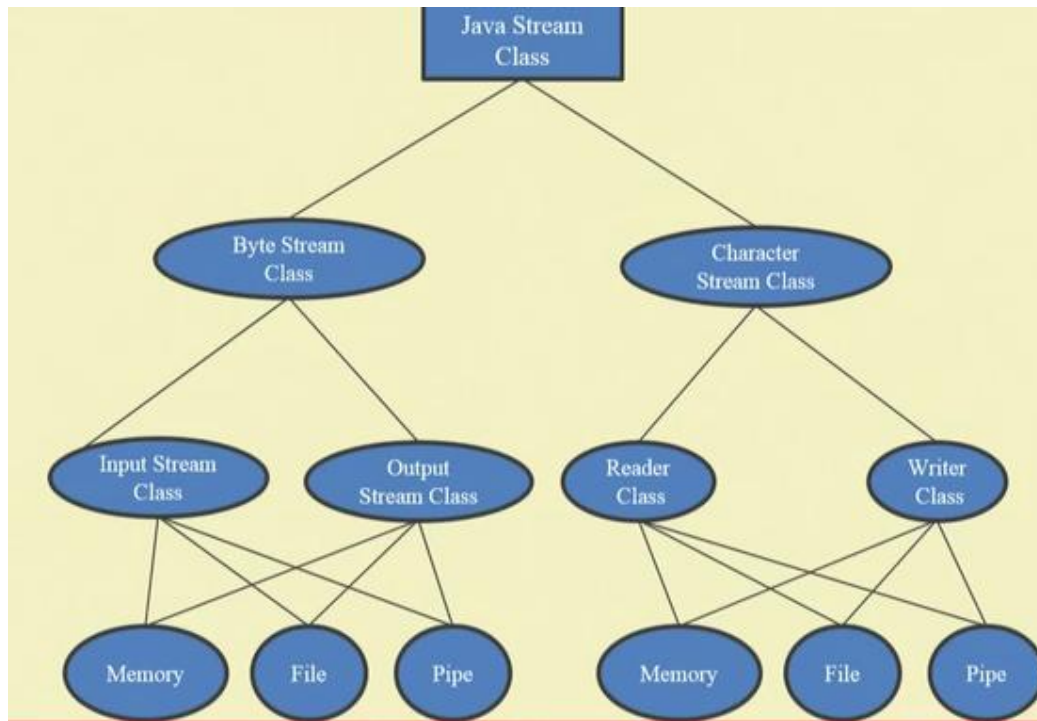 Java Stream
Class
Byte Stream
Class
Character
Stream Class
Input Stream
Class
Output
Stream Class
Reader
Class
Writer
Class
Memory
File
Pipe
Memory
File
Pipe